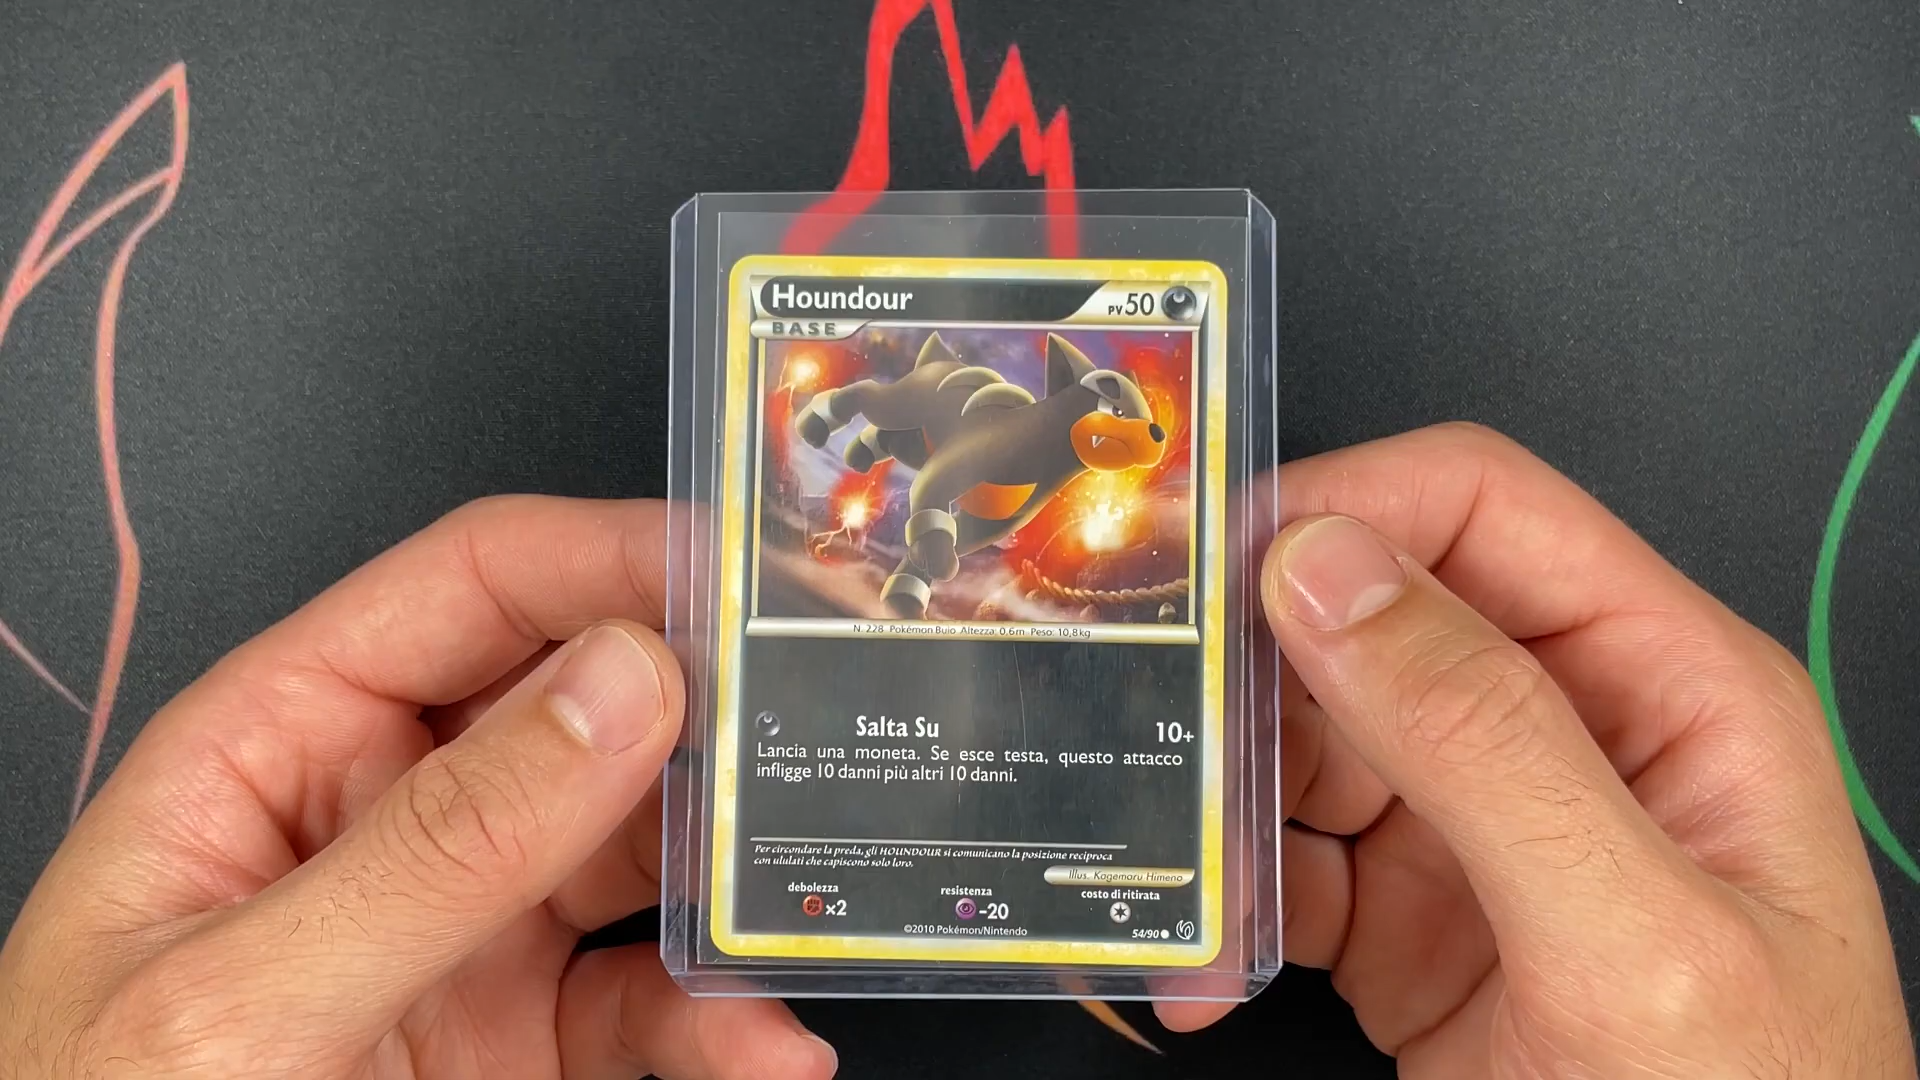 Houndour
PV 50
BASE
N. 228 Pokémon Buio Altezza: 0,6m Peso: 10,8kg
Salta Su 10+
Lancia una moneta. Se esce testa, questo attacco
infligge 10 danni più altri 10 danni.
Per circondare la preda, gli HOUNDOUR si comunicano la posizione reciproca
con ululati che capiscono solo loro.
Illus. Kagemaru Himeno
debolezza resistenza costo di ritirata
x2 -20
©2010 Pokémon/Nintendo
54/90